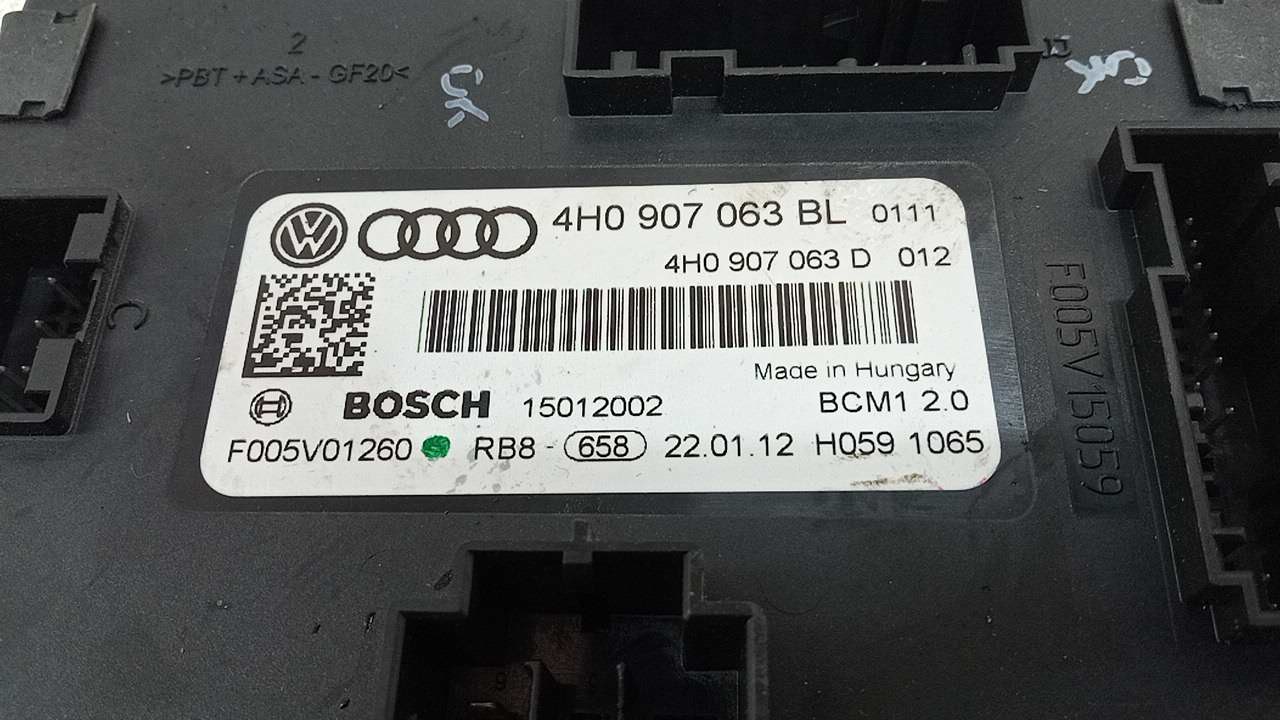 2
>PBT + ASA - GF20<
4H0 907 063 BL 0111
4H0 907 063 D 012
Made in Hungary
BOSCH 15012002 BCM1 2.0
F005V01260 RB8 - 658 22.01.12 H059 1065
F005V15059
C